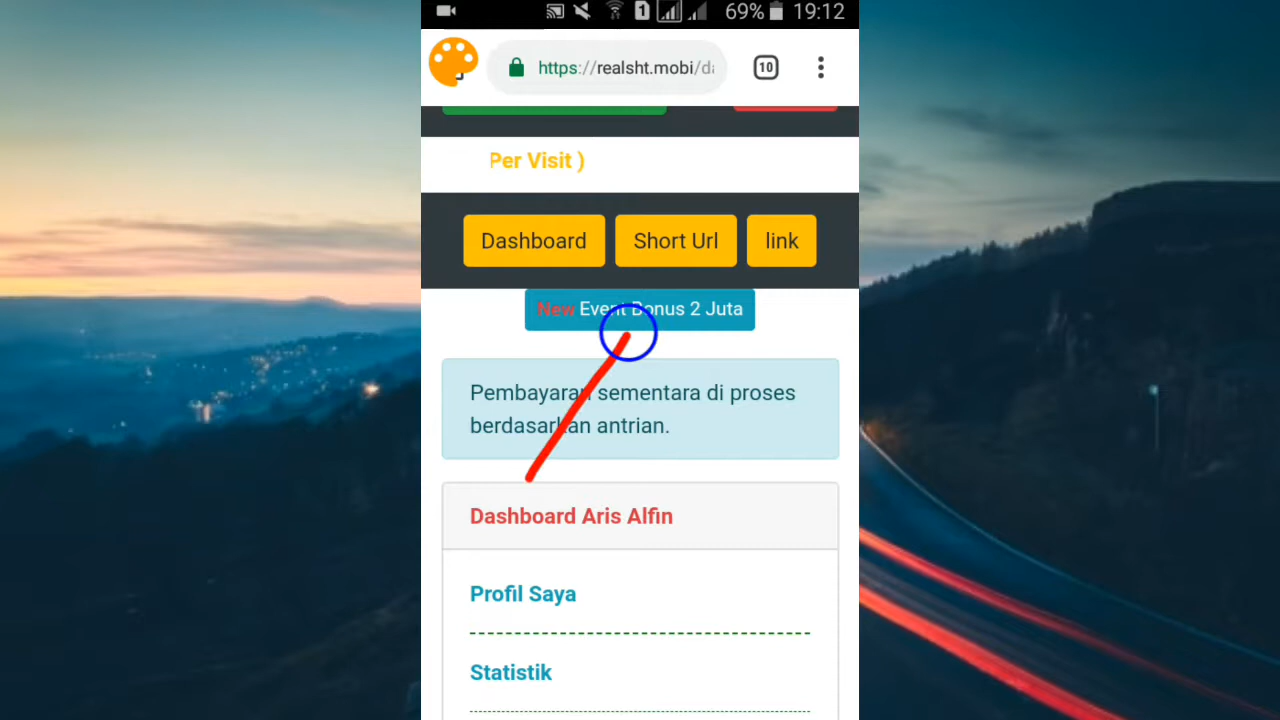 1 69% 19:12
https://realsht.mobi/d
10
Per Visit )
Dashboard Short Url link
New Event Bonus 2 Juta
Pembayaran sementara di proses
berdasarkan antrian.
Dashboard Aris Alfin
Profil Saya
Statistik